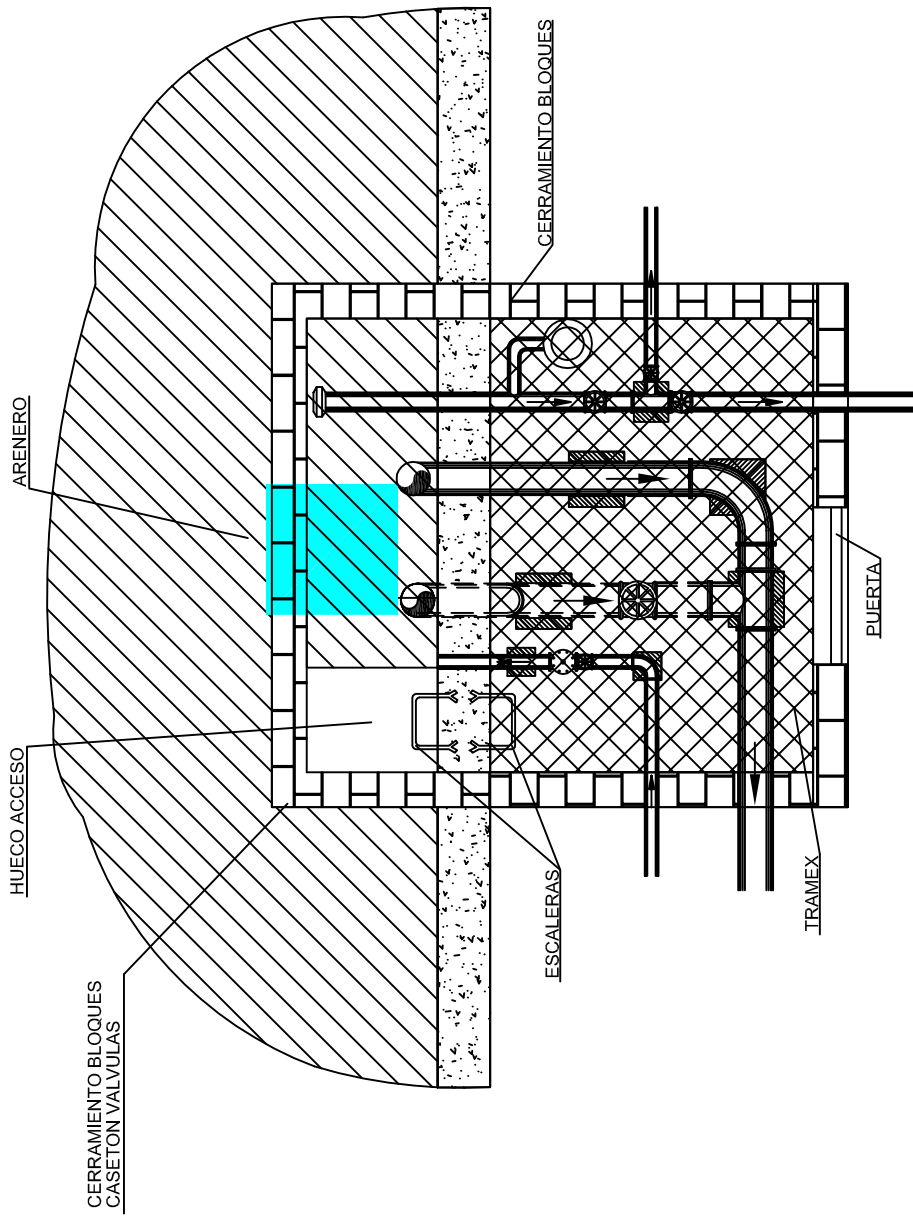 CERRAMIENTO BLOQUES
CASETON VALVULAS
HUECO ACCESO
ARENERO
ESCALERAS
CERRAMIENTO BLOQUES
TRAMEX
PUERTA